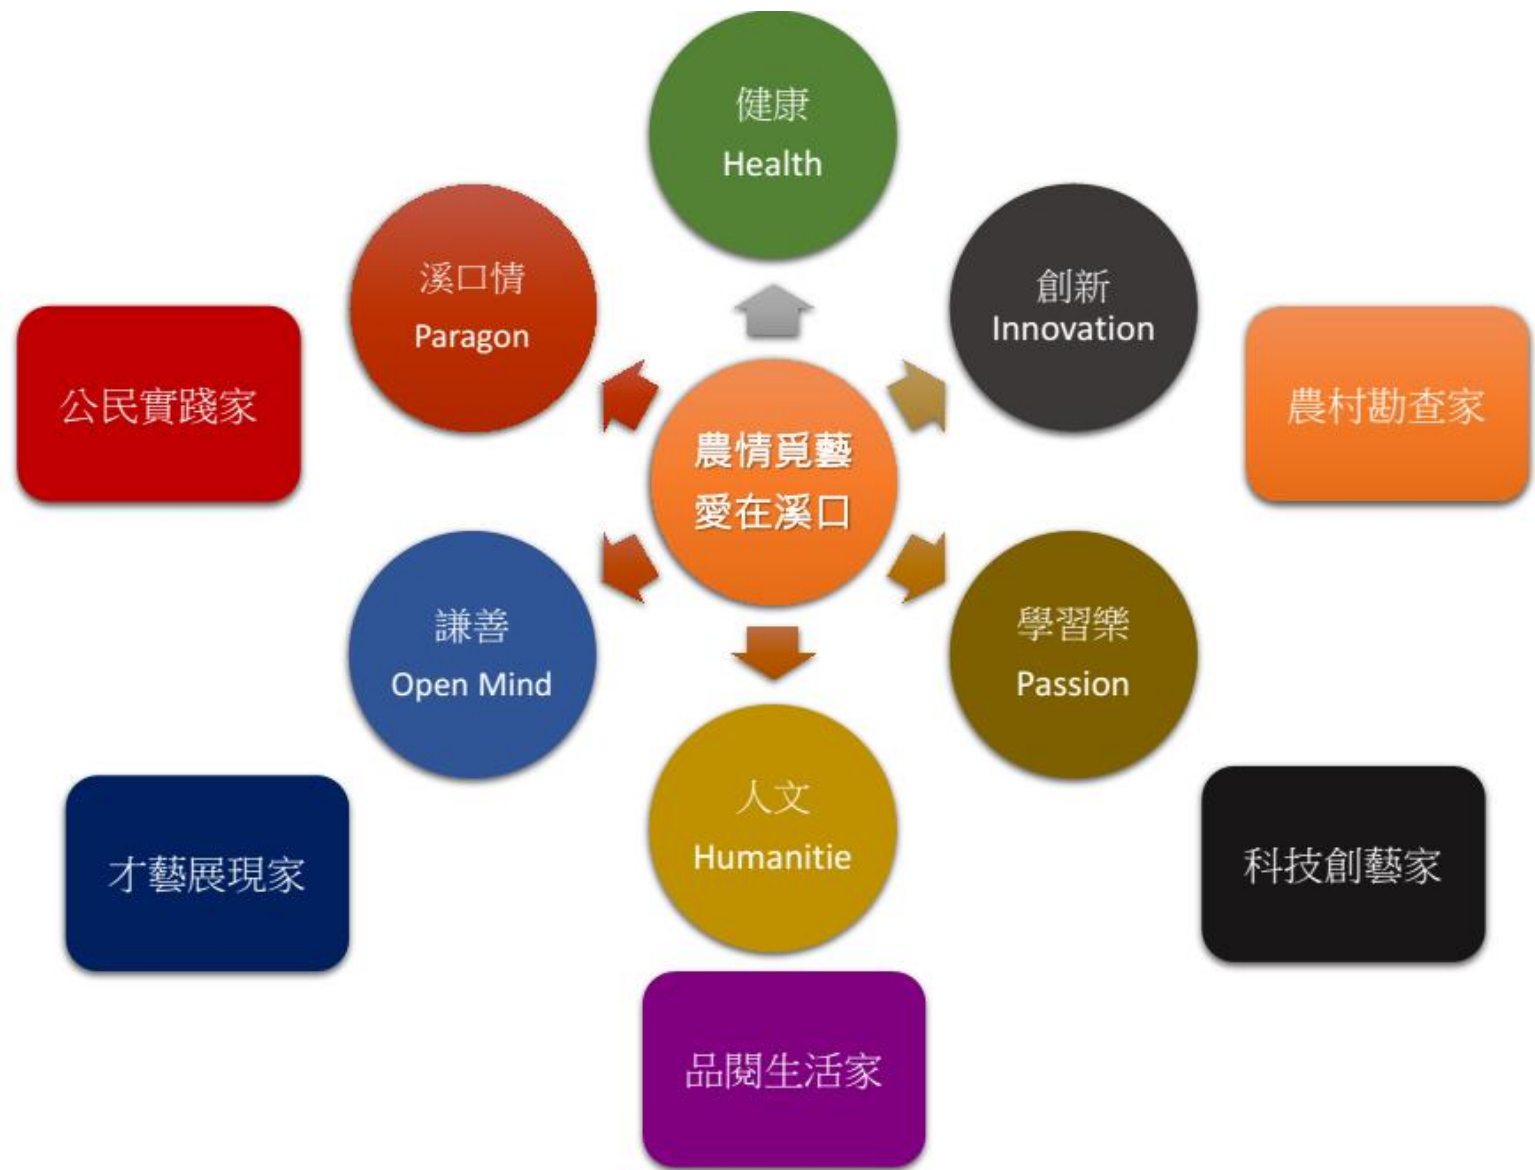 健康
Health
溪口情
Paragon
創新
Innovation
公民實踐家
農村勘查家
農情覓藝
愛在溪口
謙善
Open Mind
學習樂
Passion
人文
Humanitie
才藝展現家
科技創藝家
品閱生活家